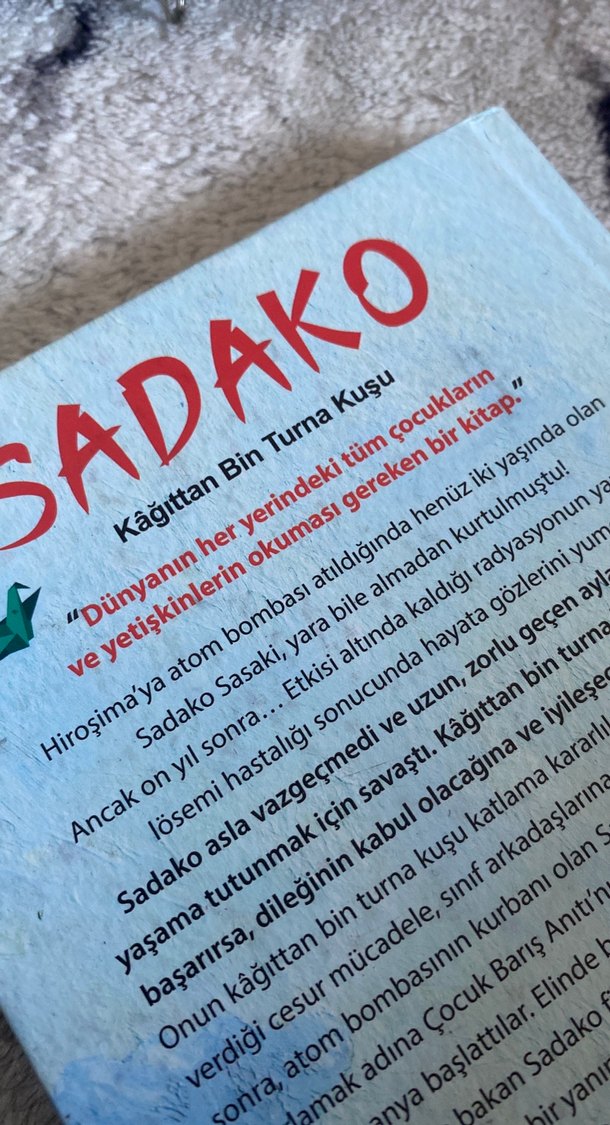 SADAKO
Kâğıttan Bin Turna Kuşu
“Dünyanın her yerindeki tüm çocukların
ve yetişkinlerin okuması gereken bir kitap.”
Hiroşima’ya atom bombası atıldığında henüz iki yaşında olan
Sadako Sasaki, yara bile almadan kurtulmuştu!
Ancak on yıl sonra… Etkisi altında kaldığı radyasyonun
lösemi hastalığı sonucunda hayata gözlerini
Sadako asla vazgeçmedi ve uzun, zorlu geçen
yaşama tutunmak için savaştı. Kâğıttan bin turna
başarırsa, dileğinin kabul olacağına ve
Onun kâğıttan bin turna kuşu katlama
verdiği cesur mücadele, sınıf arkadaşlarına
sonra, atom bombasının kurbanı olan
adına Çocuk Barış Anıtı’
başlattılar. Elinde
bakan Sadako
bir